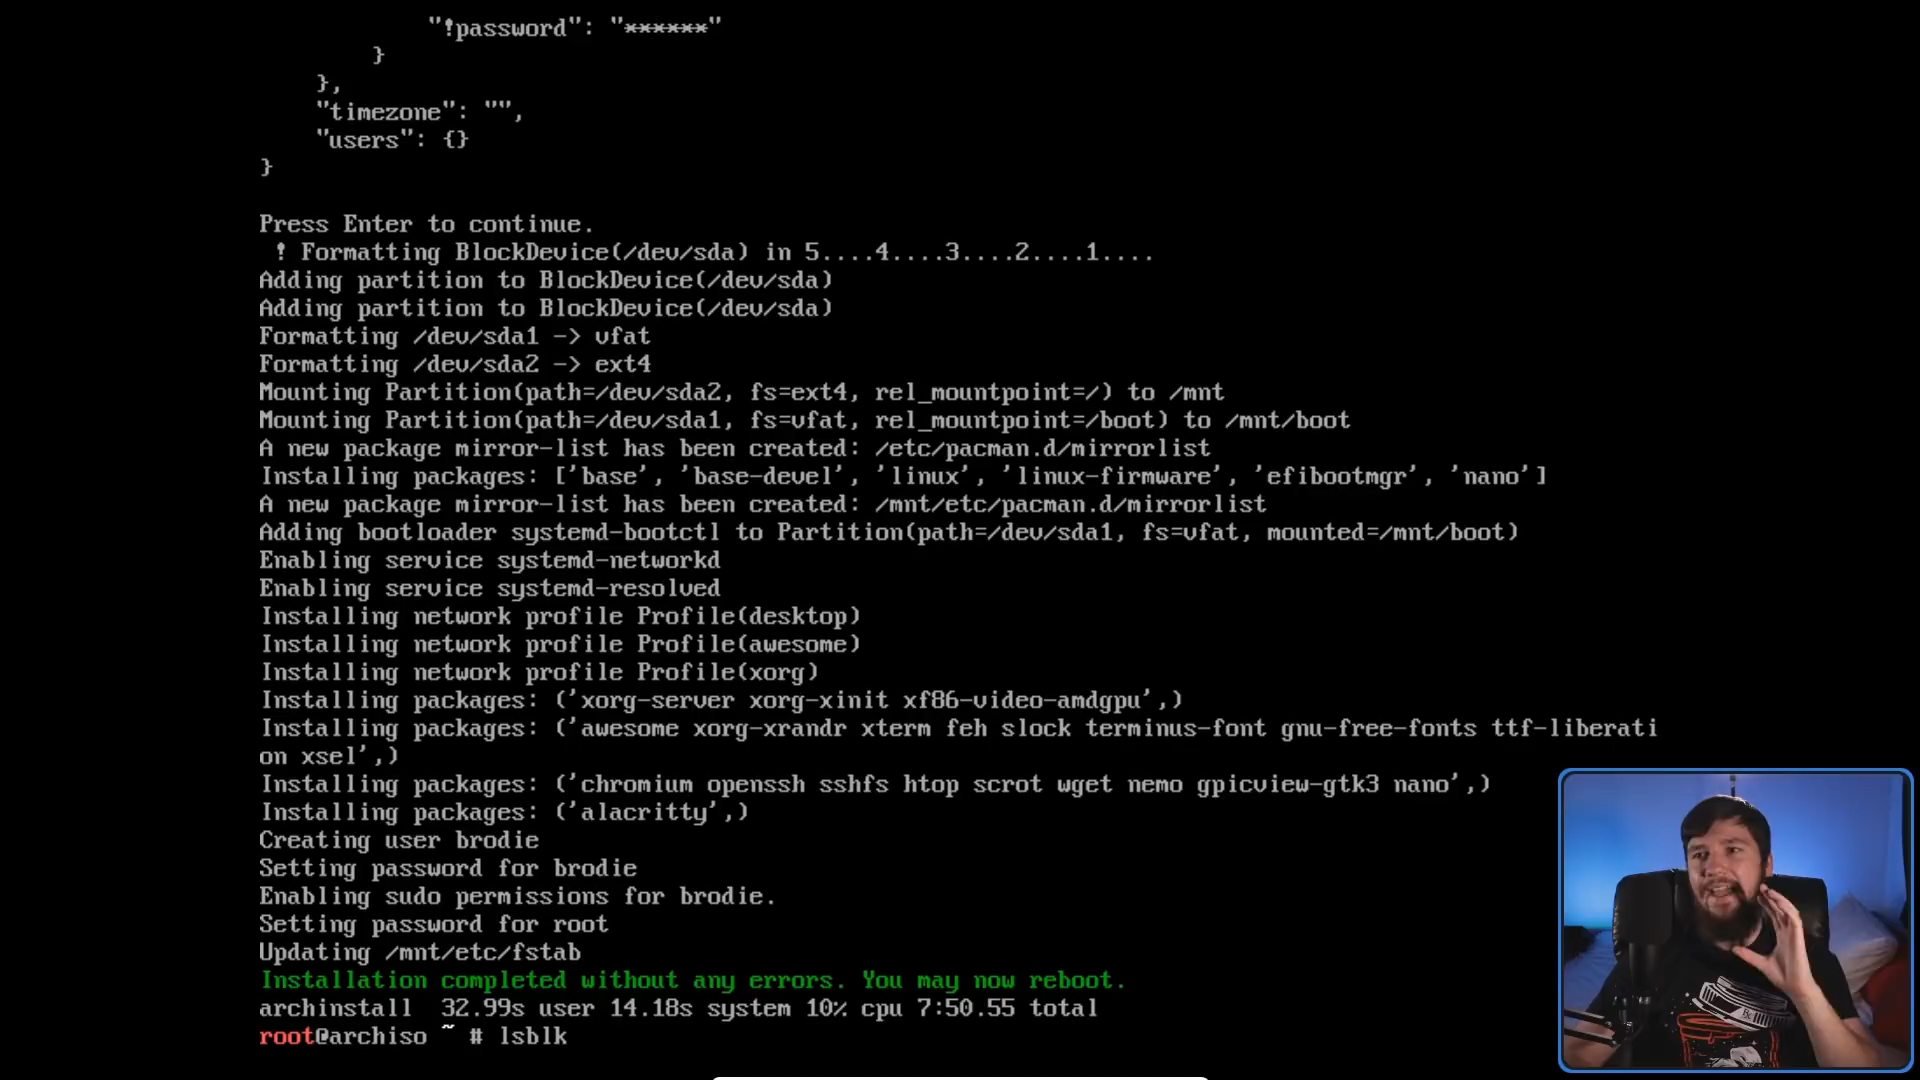 "!password": "******"
}
},
"timezone": "",
"users": {}
}
Press Enter to continue.
! Formatting BlockDevice(/dev/sda) in 5....4....3....2....1....
Adding partition to BlockDevice(/dev/sda)
Adding partition to BlockDevice(/dev/sda)
Formatting /dev/sda1 -> vfat
Formatting /dev/sda2 -> ext4
Mounting Partition(path=/dev/sda2, fs=ext4, rel_mountpoint=/) to /mnt
Mounting Partition(path=/dev/sda1, fs=vfat, rel_mountpoint=/boot) to /mnt/boot
A new package mirror-list has been created: /etc/pacman.d/mirrorlist
Installing packages: ['base', 'base-devel', 'linux', 'linux-firmware', 'efibootmgr', 'nano']
A new package mirror-list has been created: /mnt/etc/pacman.d/mirrorlist
Adding bootloader systemd-bootctl to Partition(path=/dev/sda1, fs=vfat, mounted=/mnt/boot)
Enabling service systemd-networkd
Enabling service systemd-resolved
Installing network profile Profile(desktop)
Installing network profile Profile(awesome)
Installing network profile Profile(xorg)
Installing packages: ('xorg-server xorg-xinit xf86-video-amdgpu',)
Installing packages: ('awesome xorg-xrandr xterm feh slock terminus-font gnu-free-fonts ttf-liberati
on xsel',)
Installing packages: ('chromium openssh sshfs htop scrot wget nemo gpicview-gtk3 nano',)
Installing packages: ('alacritty',)
Creating user brodie
Setting password for brodie
Enabling sudo permissions for brodie.
Setting password for root
Updating /mnt/etc/fstab
Installation completed without any errors. You may now reboot.
archinstall  32.99s user 14.18s system 10% cpu 7:50.55 total
root@archiso ~ # lsblk